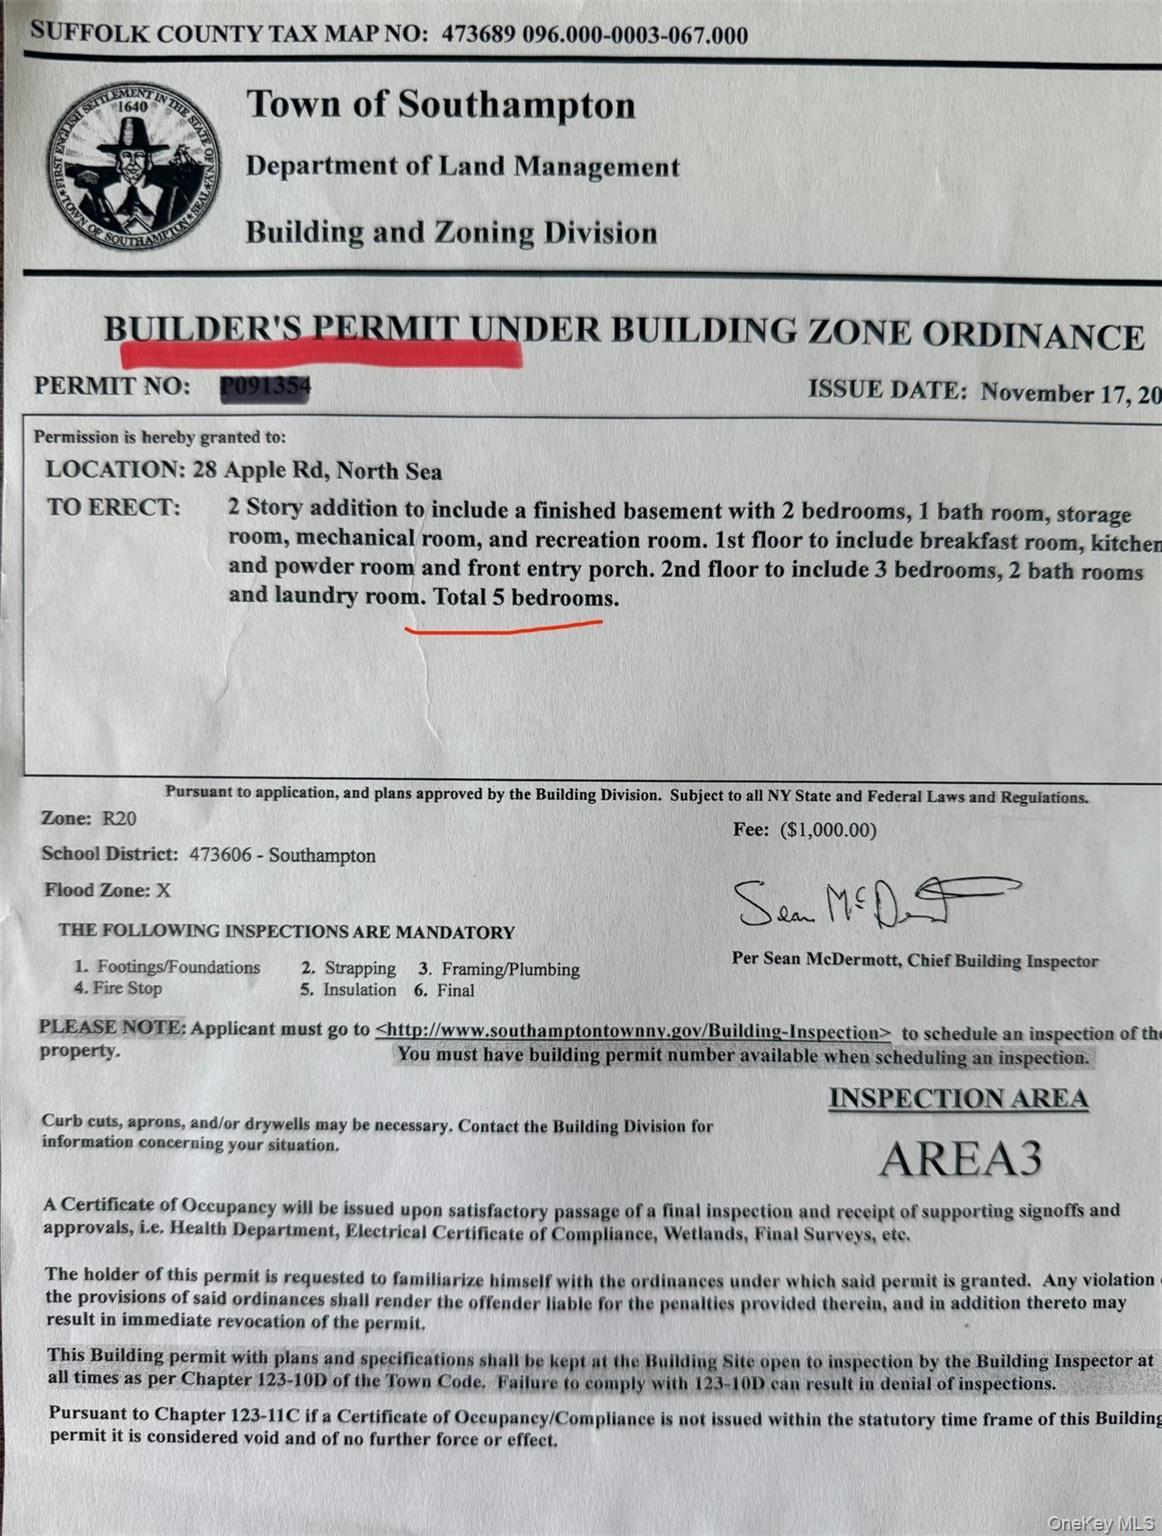 SUFFOLK COUNTY TAX MAP NO: 473689 096.000-0003-067.000
FIRST ENGLISH SETTLEMENT IN THE STATE OF N.Y.
1640
TOWN OF SOUTHAMPTON SEAL
Town of Southampton
Department of Land Management
Building and Zoning Division
BUILDER'S PERMIT UNDER BUILDING ZONE ORDINANCE
PERMIT NO: P091354
ISSUE DATE: November 17, 20
Permission is hereby granted to:
LOCATION: 28 Apple Rd, North Sea
TO ERECT: 2 Story addition to include a finished basement with 2 bedrooms, 1 bath room, storage
room, mechanical room, and recreation room. 1st floor to include breakfast room, kitchen
and powder room and front entry porch. 2nd floor to include 3 bedrooms, 2 bath rooms
and laundry room. Total 5 bedrooms.
Pursuant to application, and plans approved by the Building Division. Subject to all NY State and Federal Laws and Regulations.
Zone: R20
Fee: ($1,000.00)
School District: 473606 - Southampton
Flood Zone: X
Sean McDermott
THE FOLLOWING INSPECTIONS ARE MANDATORY
Per Sean McDermott, Chief Building Inspector
1. Footings/Foundations 2. Strapping 3. Framing/Plumbing
4. Fire Stop 5. Insulation 6. Final
PLEASE NOTE: Applicant must go to <http://www.southamptontownny.gov/Building-Inspection> to schedule an inspection of the
property. You must have building permit number available when scheduling an inspection.
INSPECTION AREA
AREA3
Curb cuts, aprons, and/or drywells may be necessary. Contact the Building Division for
information concerning your situation.
A Certificate of Occupancy will be issued upon satisfactory passage of a final inspection and receipt of supporting signoffs and
approvals, i.e. Health Department, Electrical Certificate of Compliance, Wetlands, Final Surveys, etc.
The holder of this permit is requested to familiarize himself with the ordinances under which said permit is granted. Any violation
the provisions of said ordinances shall render the offender liable for the penalties provided therein, and in addition thereto may
result in immediate revocation of the permit.
This Building permit with plans and specifications shall be kept at the Building Site open to inspection by the Building Inspector at
all times as per Chapter 123-10D of the Town Code. Failure to comply with 123-10D can result in denial of inspections.
Pursuant to Chapter 123-11C if a Certificate of Occupancy/Compliance is not issued within the statutory time frame of this Building
permit it is considered void and of no further force or effect.
OneKey MLS